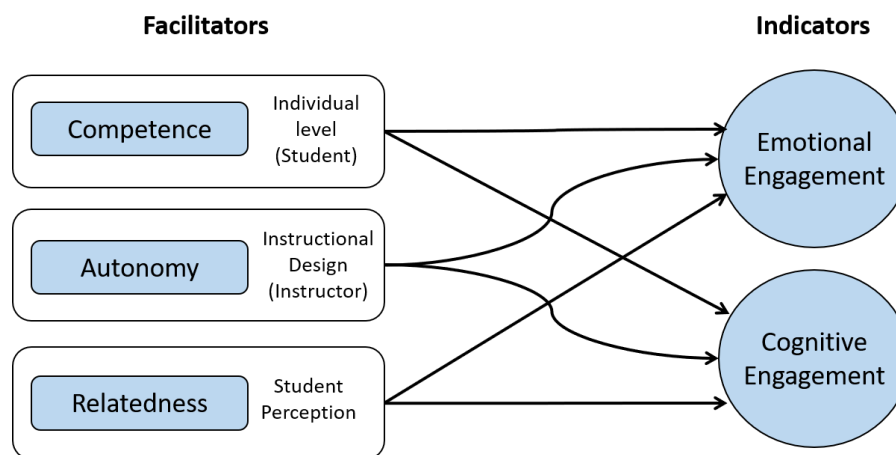 Facilitators
Indicators
Competence
Individual
level
(Student)
Emotional
Engagement
Autonomy
Instructional
Design
(Instructor)
Cognitive
Engagement
Relatedness
Student
Perception